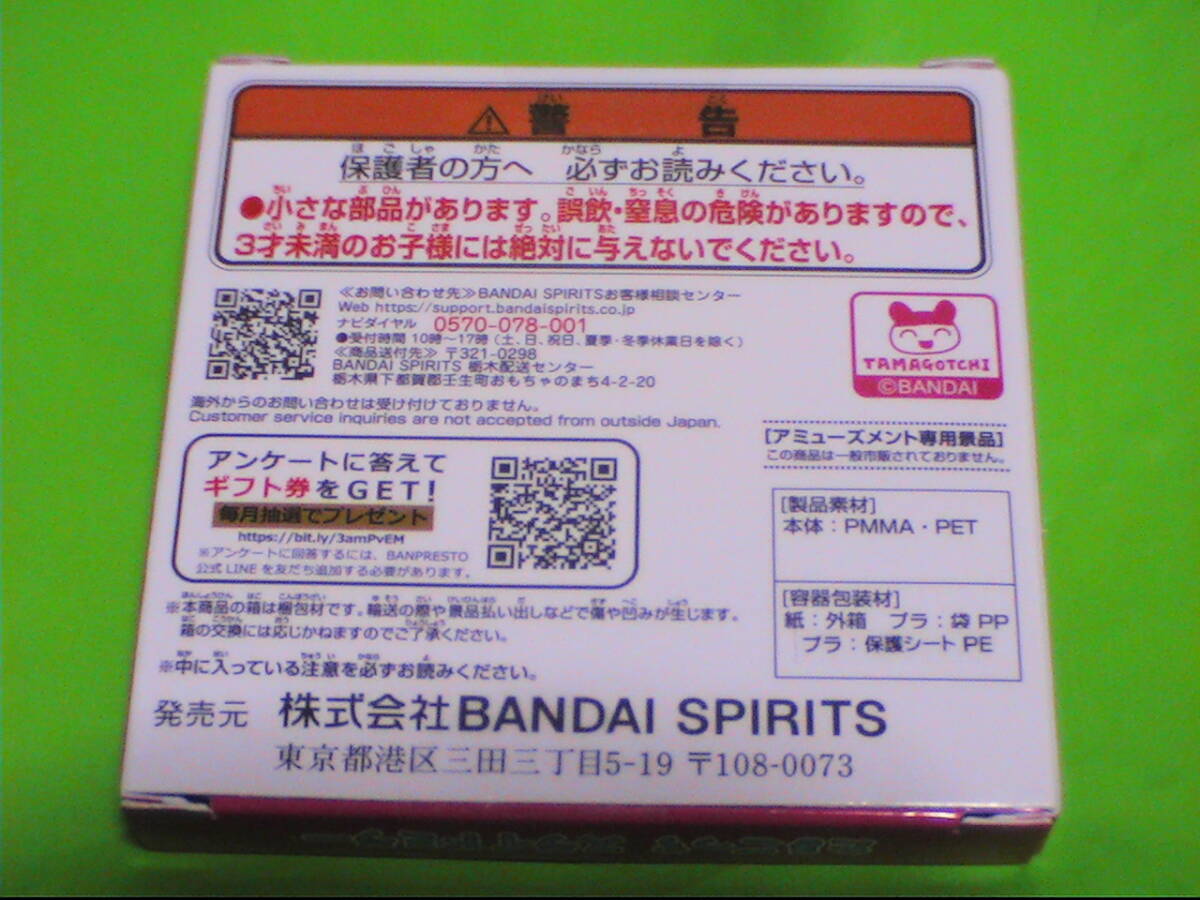 ⚠警告
保護者の方へ 必ずお読みください。
●小さな部品があります。誤飲・窒息の危険がありますので、
3才未満のお子様には絶対に与えないでください。
≪お問い合わせ先≫BANDAI SPIRITSお客様相談センター
Web https://support.bandaispirits.co.jp
ナビダイヤル 0570-078-001
●受付時間 10時〜17時(土、日、祝日、夏季・冬季休業日を除く)
≪商品送付先≫ 〒321-0298
BANDAI SPIRITS 栃木配送センター
栃木県下都賀郡壬生町おもちゃのまち4-2-20
海外からのお問い合わせは受け付けておりません。
Customer service inquiries are not accepted from outside Japan.
TAMAGOTCHI
©BANDAI
アンケートに答えて
ギフト券をGET!
毎月抽選でプレゼント
https://bit.ly/3amPvEM
※アンケートに回答するには、BANPRESTO
公式LINEを友だち追加する必要があります。
[アミューズメント専用景品]
この商品は一般市販されておりません。
[製品素材]
本体:PMMA・PET
[容器包装材]
紙:外箱 プラ:袋 PP
プラ:保護シート PE
※本商品の箱は梱包材です。輸送の際や景品払い出しなどで傷や凹みが生じます。
箱の交換には応じかねますのでご了承ください。
※中に入っている注意を必ずお読みください。
発売元 株式会社BANDAI SPIRITS
東京都港区三田三丁目5-19 〒108-0073